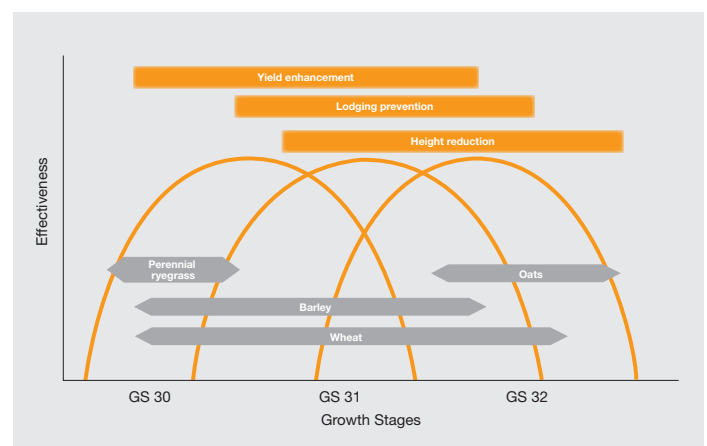 Yield enhancement
Lodging prevention
Height reduction
Effectiveness
Perennial
ryegrass
Oats
Barley
Wheat
GS 30
GS 31
GS 32
Growth Stages